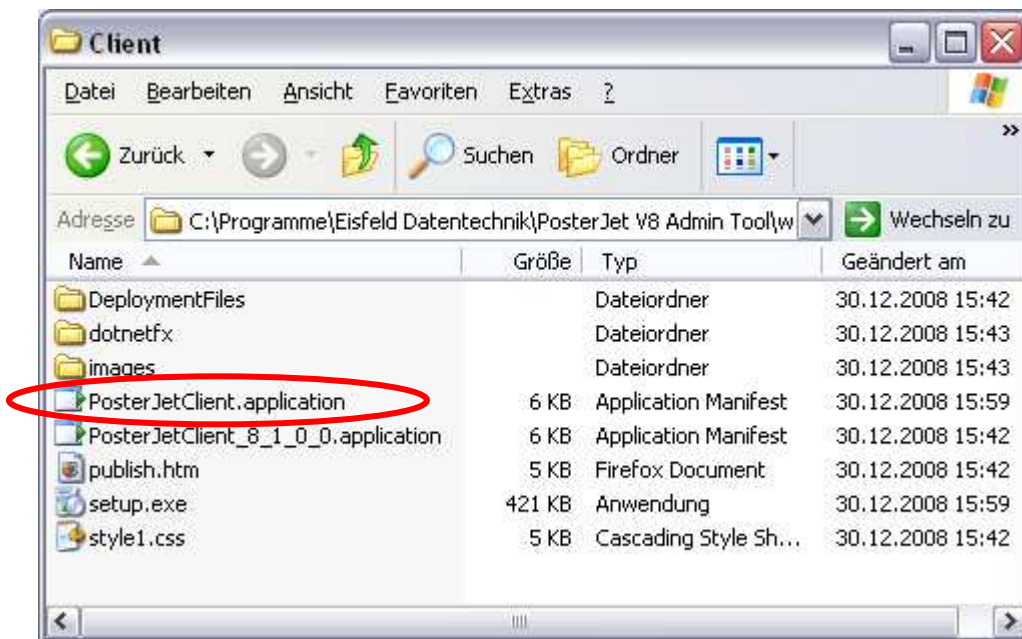 Client
Datei Bearbeiten Ansicht Favoriten Extras ?
Zurück Suchen Ordner
Adresse C:\Programme\Eisfeld Datentechnik\PosterJet V8 Admin Tool\w Wechseln zu
Name Größe Typ Geändert am
DeploymentFiles Dateiordner 30.12.2008 15:42
dotnetfx Dateiordner 30.12.2008 15:43
images Dateiordner 30.12.2008 15:43
PosterJetClient.application 6 KB Application Manifest 30.12.2008 15:59
PosterJetClient_8_1_0_0.application 6 KB Application Manifest 30.12.2008 15:42
publish.htm 5 KB Firefox Document 30.12.2008 15:42
setup.exe 421 KB Anwendung 30.12.2008 15:59
style1.css 5 KB Cascading Style Sh... 30.12.2008 15:42